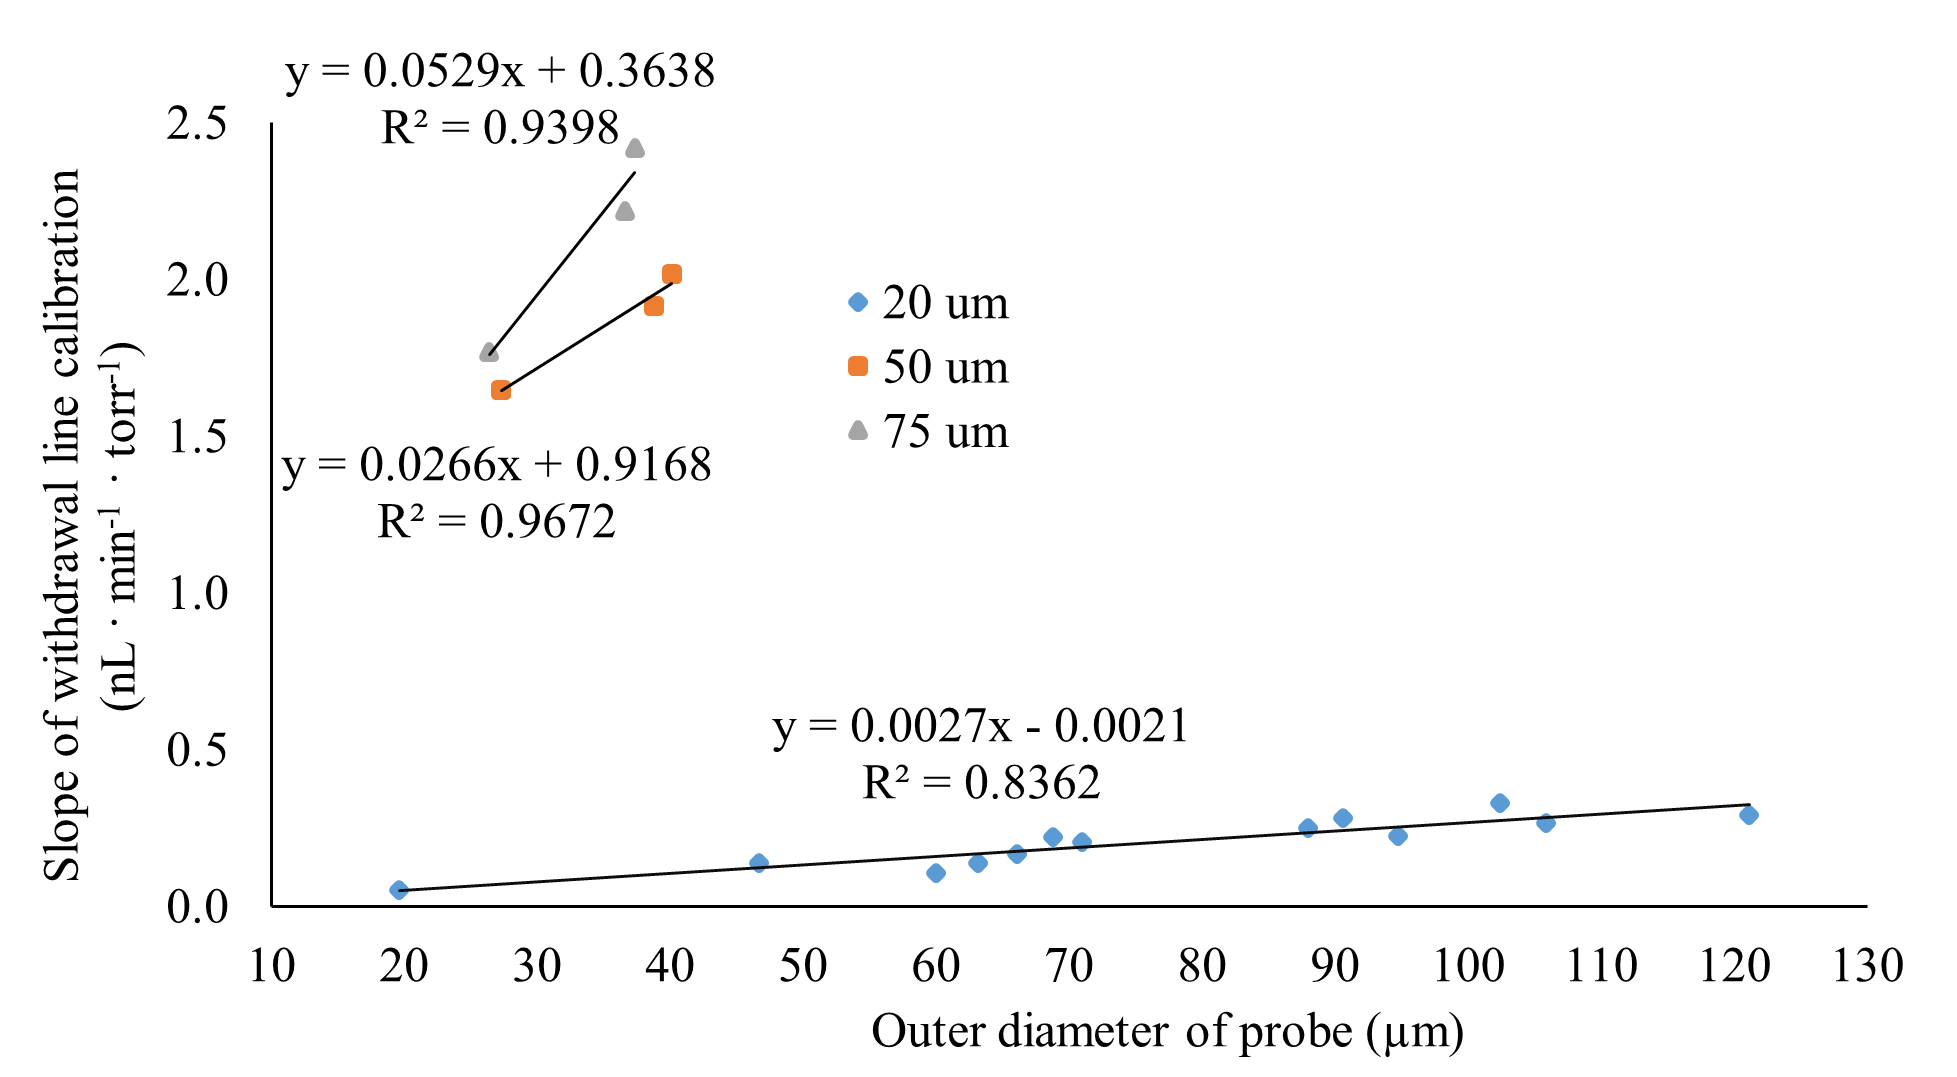 y = 0.0529x + 0.3638
R² = 0.9398
2.5
2.0
1.5
1.0
0.5
0.0
Slope of withdrawal line calibration
(nL · min⁻¹ · torr⁻¹)
20 um
50 um
75 um
y = 0.0266x + 0.9168
R² = 0.9672
y = 0.0027x - 0.0021
R² = 0.8362
10 20 30 40 50 60 70 80 90 100 110 120 130
Outer diameter of probe (µm)